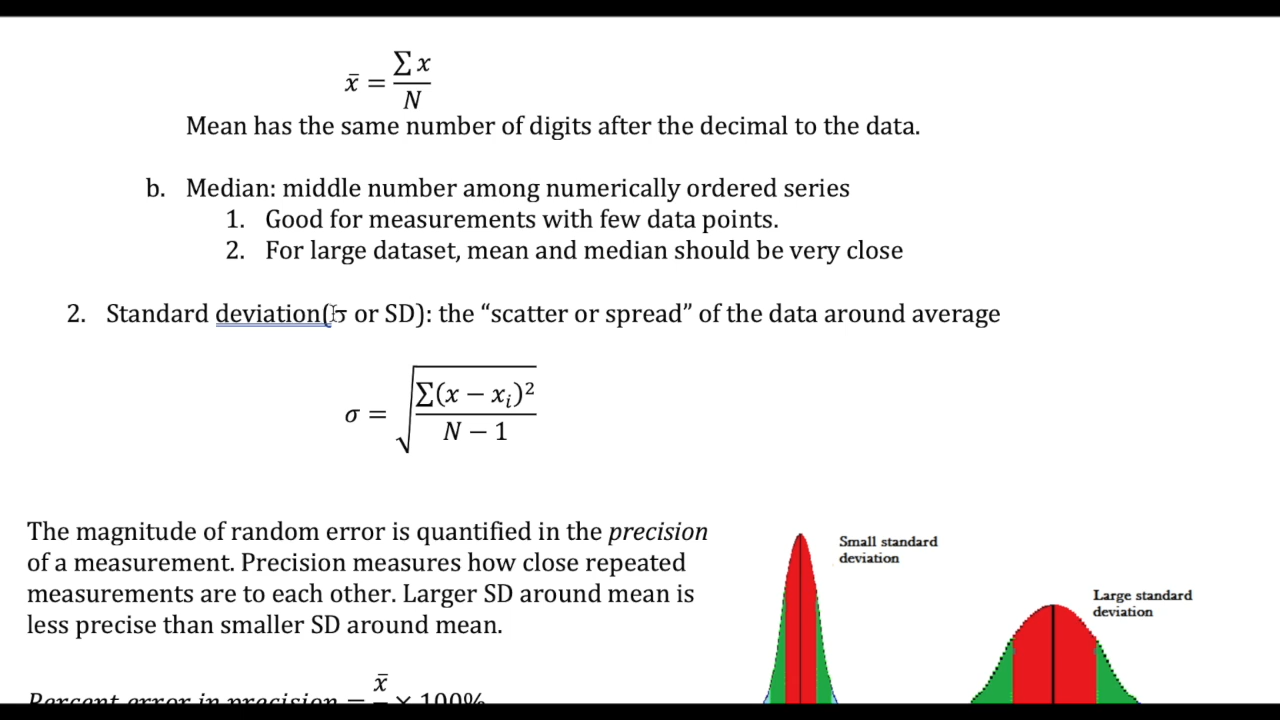 x̄ = ∑x / N
Mean has the same number of digits after the decimal to the data.
b. Median: middle number among numerically ordered series
1. Good for measurements with few data points.
2. For large dataset, mean and median should be very close
2. Standard deviation(σ or SD): the “scatter or spread” of the data around average
σ = √(∑(x − xᵢ)² / (N − 1))
The magnitude of random error is quantified in the precision
of a measurement. Precision measures how close repeated
measurements are to each other. Larger SD around mean is
less precise than smaller SD around mean.
Percent error in precision = x̄ × 100%
Small standard
deviation
Large standard
deviation